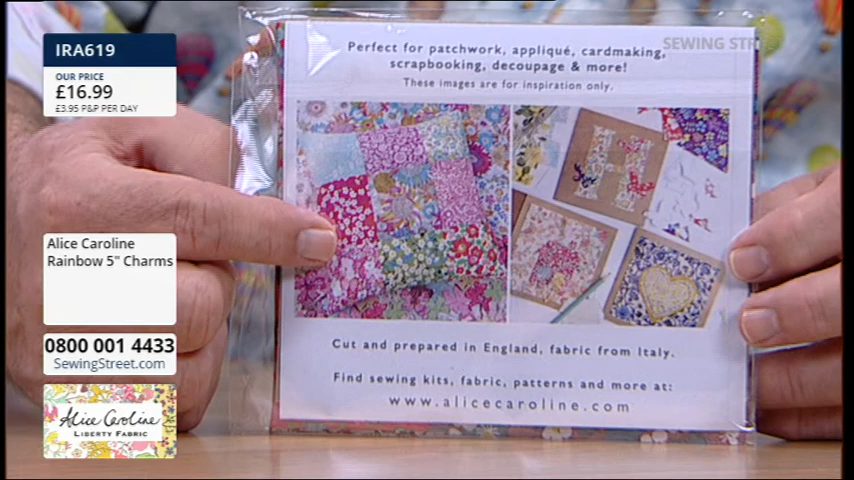 IRA619
OUR PRICE
£16.99
£3.95 P&P PER DAY
Alice Caroline
Rainbow 5" Charms
0800 001 4433
SewingStreet.com
Alice Caroline
LIBERTY FABRIC
SEWING STREET
Perfect for patchwork, appliqué, cardmaking,
scrapbooking, decoupage & more!
These images are for inspiration only.
H
Cut and prepared in England, fabric from Italy.
Find sewing kits, fabric, patterns and more at:
www.alicecaroline.com